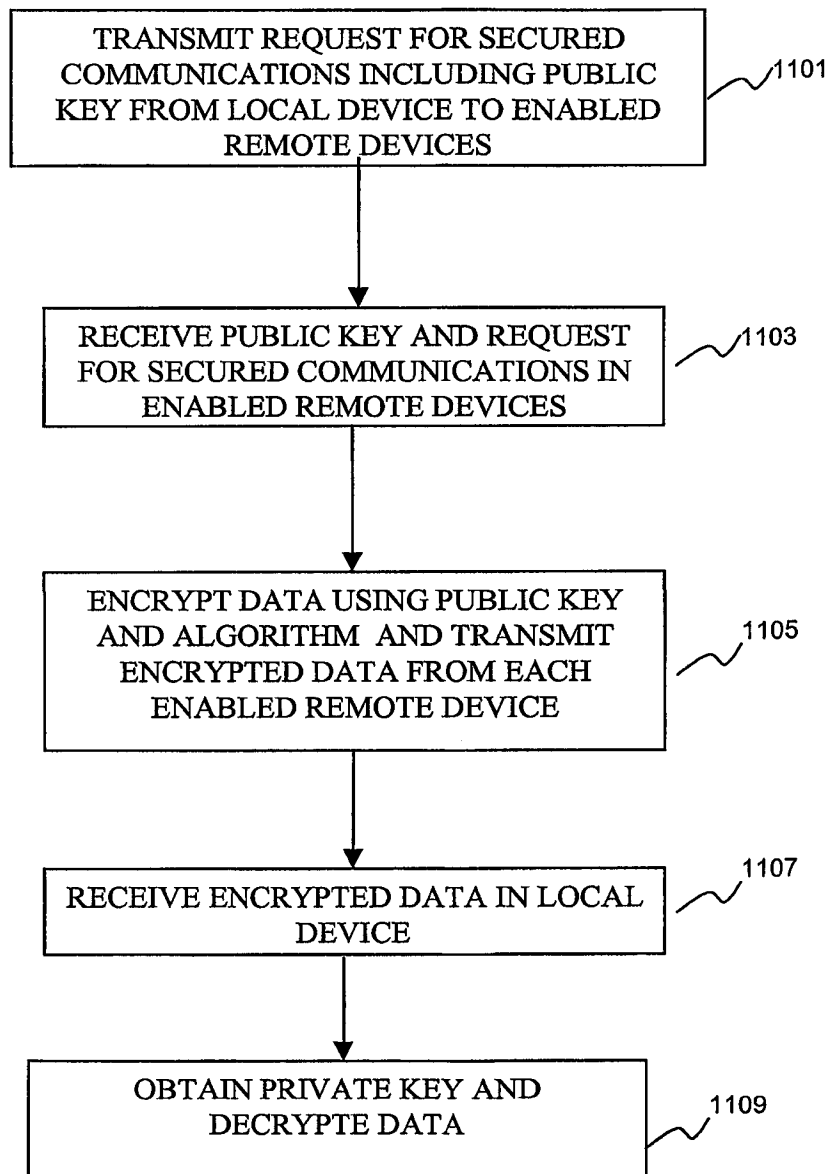 TRANSMIT REQUEST FOR SECURED
COMMUNICATIONS INCLUDING PUBLIC
KEY FROM LOCAL DEVICE TO ENABLED
REMOTE DEVICES
1101
RECEIVE PUBLIC KEY AND REQUEST
FOR SECURED COMMUNICATIONS IN
ENABLED REMOTE DEVICES
1103
ENCRYPT DATA USING PUBLIC KEY
AND ALGORITHM AND TRANSMIT
ENCRYPTED DATA FROM EACH
ENABLED REMOTE DEVICE
1105
RECEIVE ENCRYPTED DATA IN LOCAL
DEVICE
1107
OBTAIN PRIVATE KEY AND
DECRYPTE DATA
1109